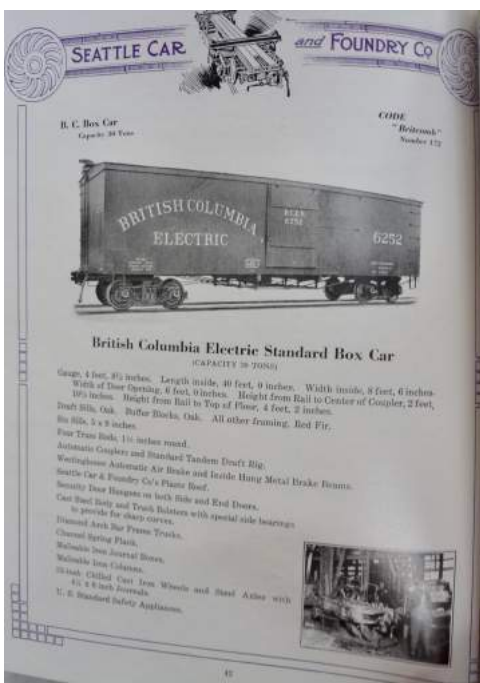 SEATTLE CAR and FOUNDRY CO
B. C. Box Car
Capacity 30 Tons
CODE
"Britcomb"
Number 172
BRITISH COLUMBIA
ELECTRIC
6252
6252
British Columbia Electric Standard Box Car
(CAPACITY 30 TONS)
Gauge, 4 feet, 8½ inches. Length inside, 40 feet, 0 inches. Width inside, 8 feet, 6 inches.
Width of Door Opening, 6 feet, 0 inches. Height from Rail to Center of Coupler, 2 feet,
10½ inches. Height from Rail to Top of Floor, 4 feet, 2 inches.
Draft Sills, Oak. Buffer Blocks, Oak. All other framing, Red Fir.
Six Sills, 5 x 9 inches.
Four Truss Rods, inches round.
Automatic Couplers and Standard Tandem Draft Rig.
Westinghouse Automatic Air Brake and Inside Hung Metal Brake Beams.
Seattle Car & Foundry Co's Plastic Roof.
Security Door Hangers on both Side and End Doors.
Cast Steel Body and Truck Bolsters with special side bearings
to provide for sharp curves.
Diamond Arch Bar Frame Trucks.
Channel Spring Plank.
Malleable Iron Journal Boxes.
Malleable Iron Columns.
Chilled Cast Iron Wheels and Steel Axles with
4¼ x 8 inch Journals.
U. S. Standard Safety Appliances.